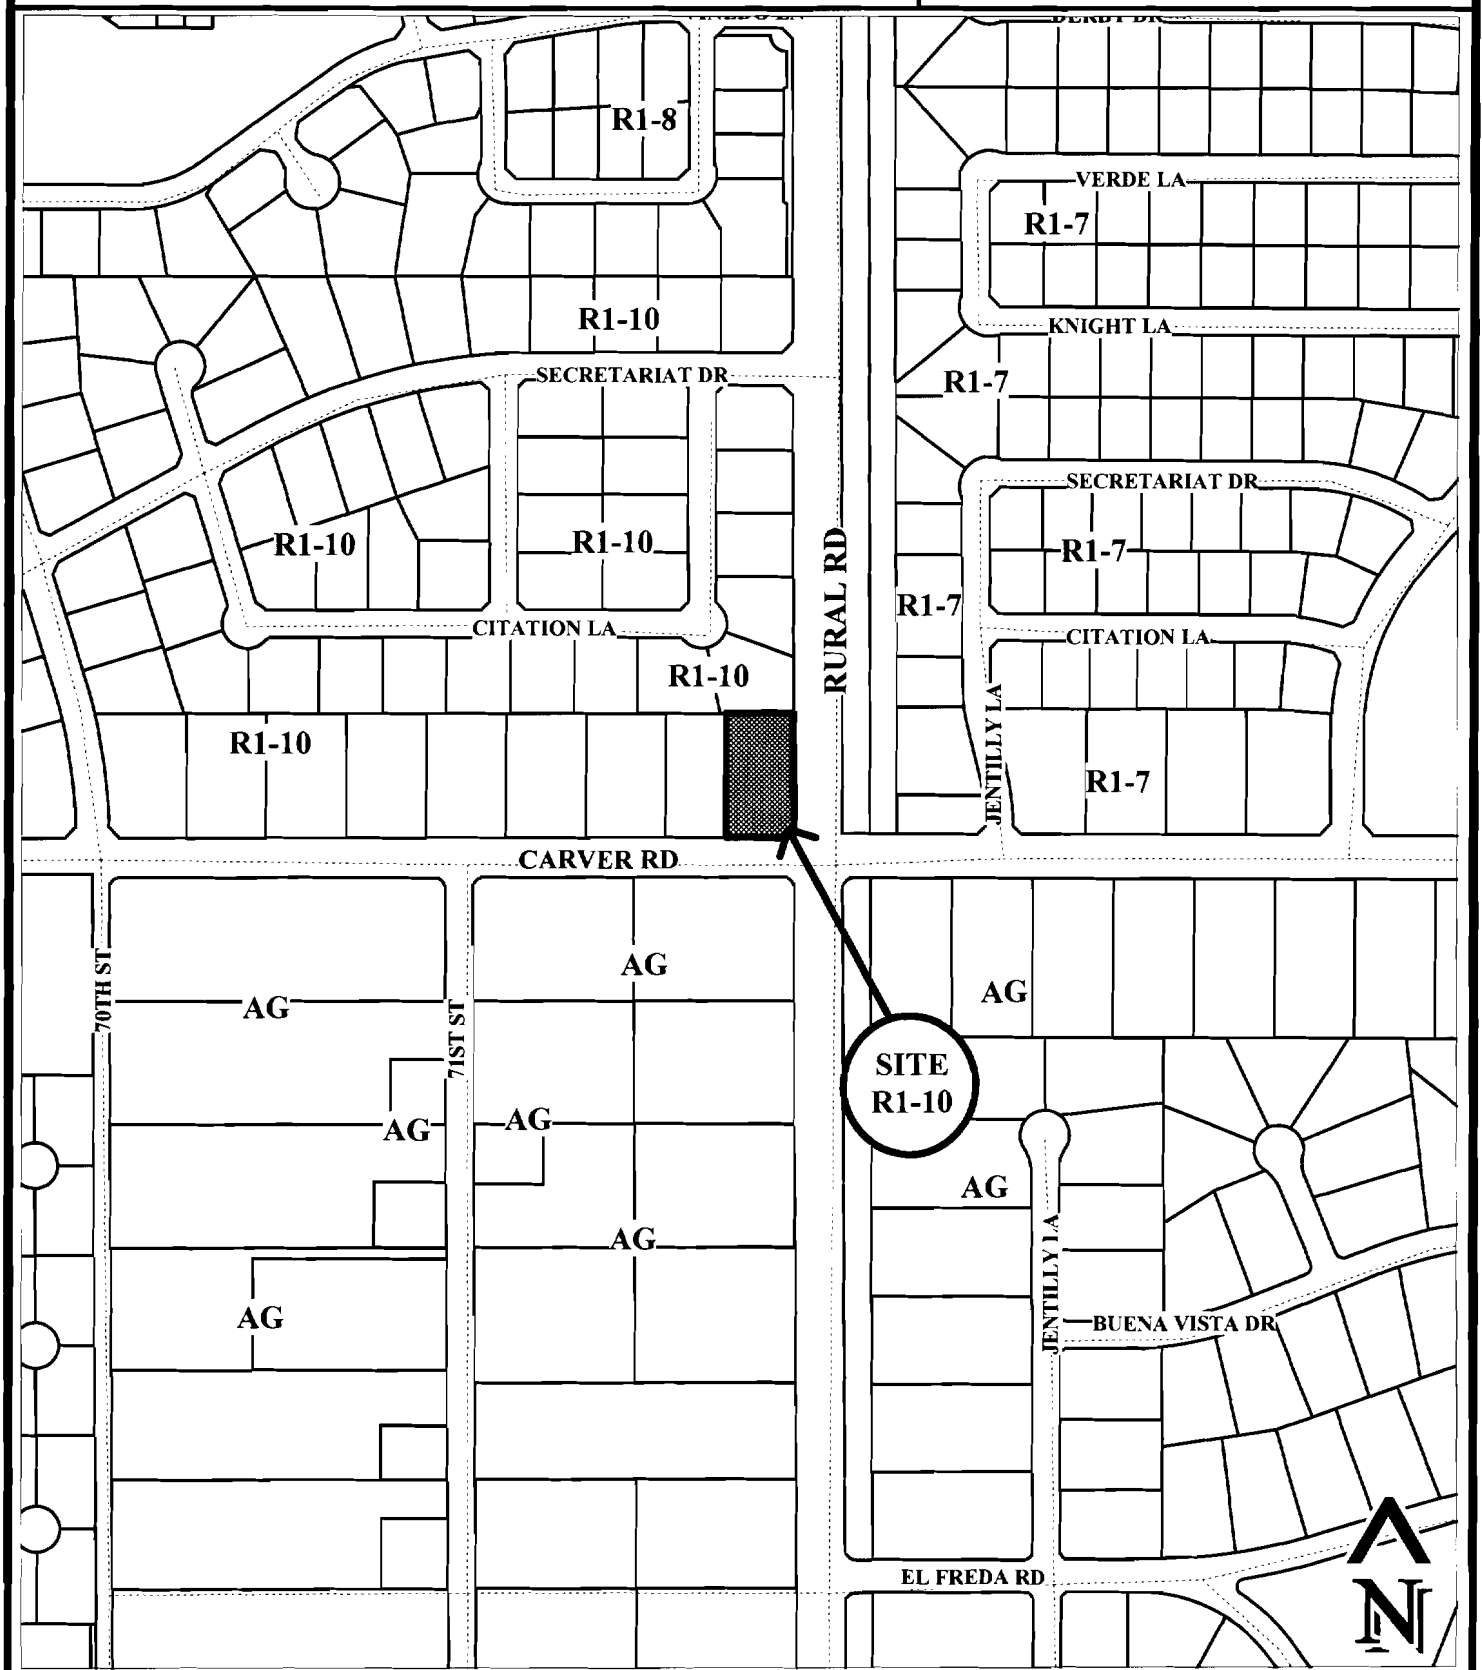 DERBY DR
R1-8
VERDE LA
R1-7
R1-10
KNIGHT LA
SECRETARIAT DR
R1-7
SECRETARIAT DR
R1-10
R1-10
R1-7
RURAL RD
R1-7
CITATION LA
CITATION LA
R1-10
R1-10
JENTILLY LA
R1-7
CARVER RD
70TH ST
AG
71ST ST
AG
AG
SITE
R1-10
AG
AG
AG
AG
AG
JENTILLY LA
BUENA VISTA DR
EL FREDA RD
N